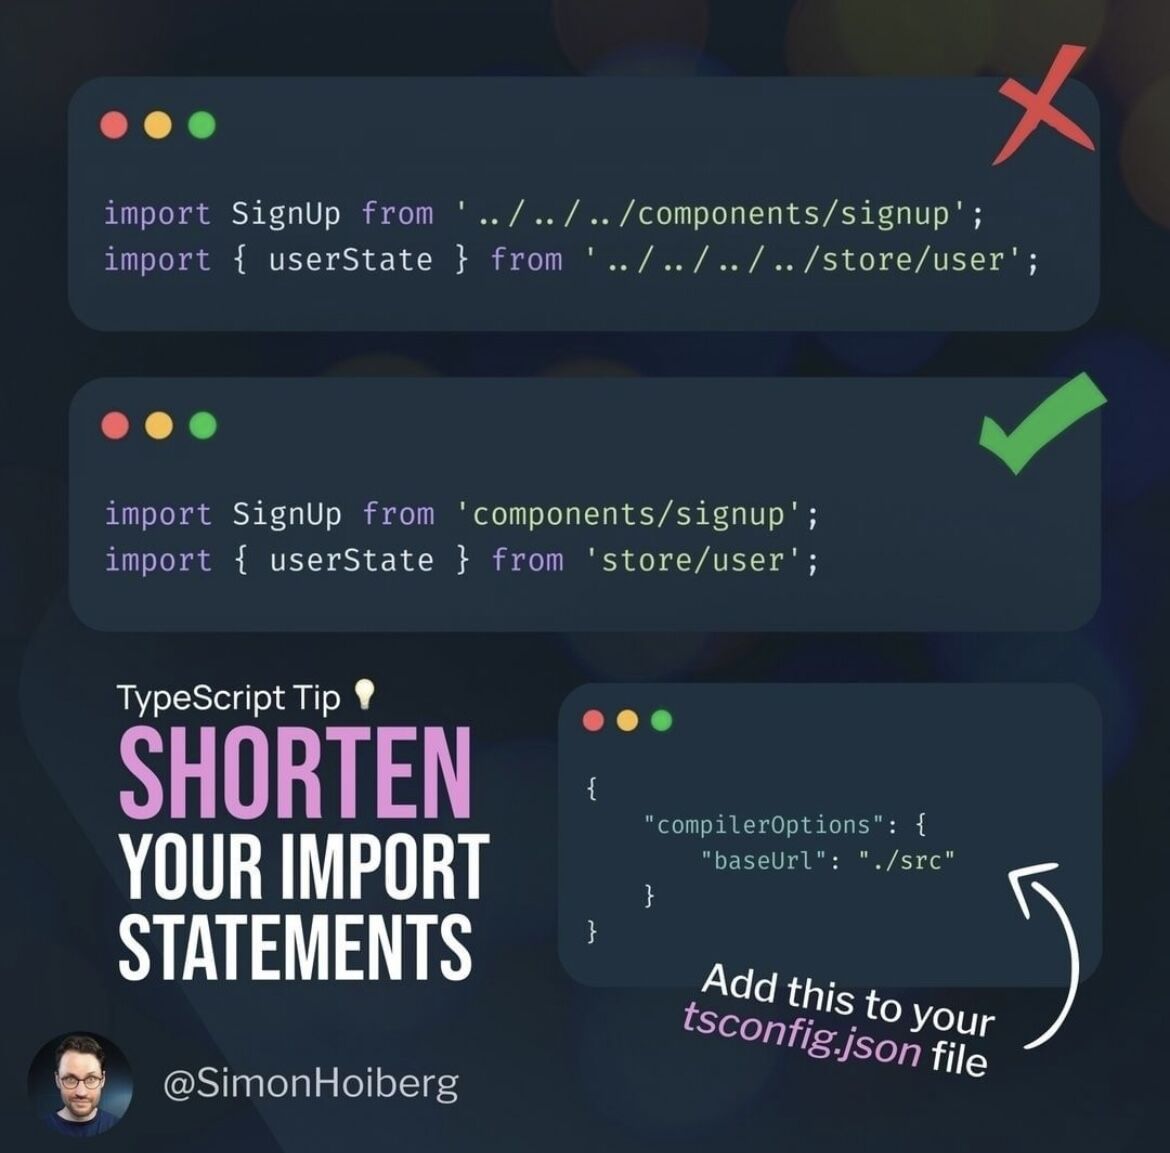 import SignUp from '../../../components/signup';
import { userState } from '../../../../store/user';
import SignUp from 'components/signup';
import { userState } from 'store/user';
TypeScript Tip 💡
SHORTEN
YOUR IMPORT
STATEMENTS
{
    "compilerOptions": {
        "baseUrl": "./src"
    }
}
Add this to your
tsconfig.json file
@SimonHoiberg